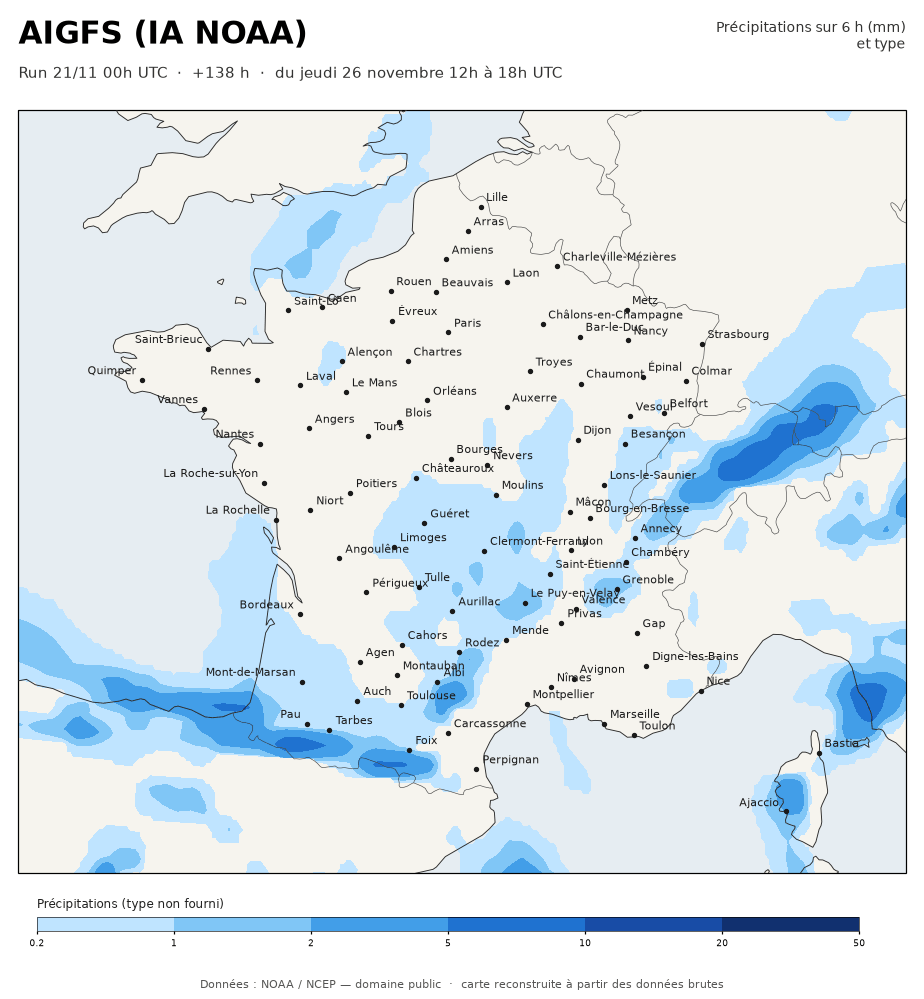 AIGFS (IA NOAA)
Précipitations sur 6 h (mm)
et type
Run 21/11 00h UTC · +138 h · du jeudi 26 novembre 12h à 18h UTC
Lille
Arras
Amiens
Charleville-Mézières
Laon
Rouen
Beauvais
Saint-Lô
Caen
Metz
Châlons-en-Champagne
Évreux
Paris
Bar-le-Duc
Nancy
Strasbourg
Saint-Brieuc
Alençon
Chartres
Troyes
Épinal
Quimper
Rennes
Laval
Le Mans
Chaumont
Colmar
Vannes
Orléans
Auxerre
Belfort
Vesoul
Blois
Angers
Tours
Nantes
Dijon
Besançon
Bourges
Nevers
La Roche-sur-Yon
Châteauroux
Lons-le-Saunier
Poitiers
Moulins
Niort
Mâcon
La Rochelle
Guéret
Bourg-en-Bresse
Annecy
Limoges
Clermont-Ferrand
Lyon
Angoulême
Chambéry
Saint-Étienne
Périgueux
Tulle
Grenoble
Bordeaux
Aurillac
Le Puy-en-Velay
Valence
Privas
Gap
Cahors
Rodez
Mende
Agen
Digne-les-Bains
Mont-de-Marsan
Montauban
Albi
Nîmes
Avignon
Nice
Auch
Toulouse
Montpellier
Pau
Tarbes
Carcassonne
Marseille
Toulon
Foix
Bastia
Perpignan
Ajaccio
Précipitations (type non fourni)
0.2 1 2 5 10 20 50
Données : NOAA / NCEP — domaine public · carte reconstruite à partir des données brutes